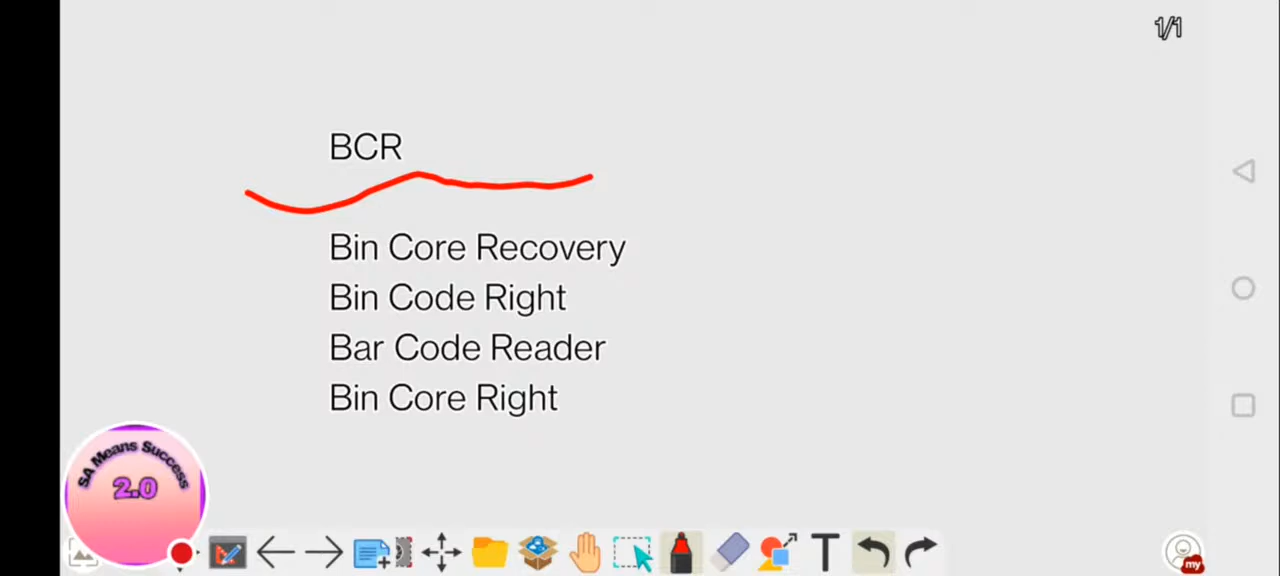 1/1
BCR
Bin Core Recovery
Bin Code Right
Bar Code Reader
Bin Core Right
SA Means Success
2.0
T
my